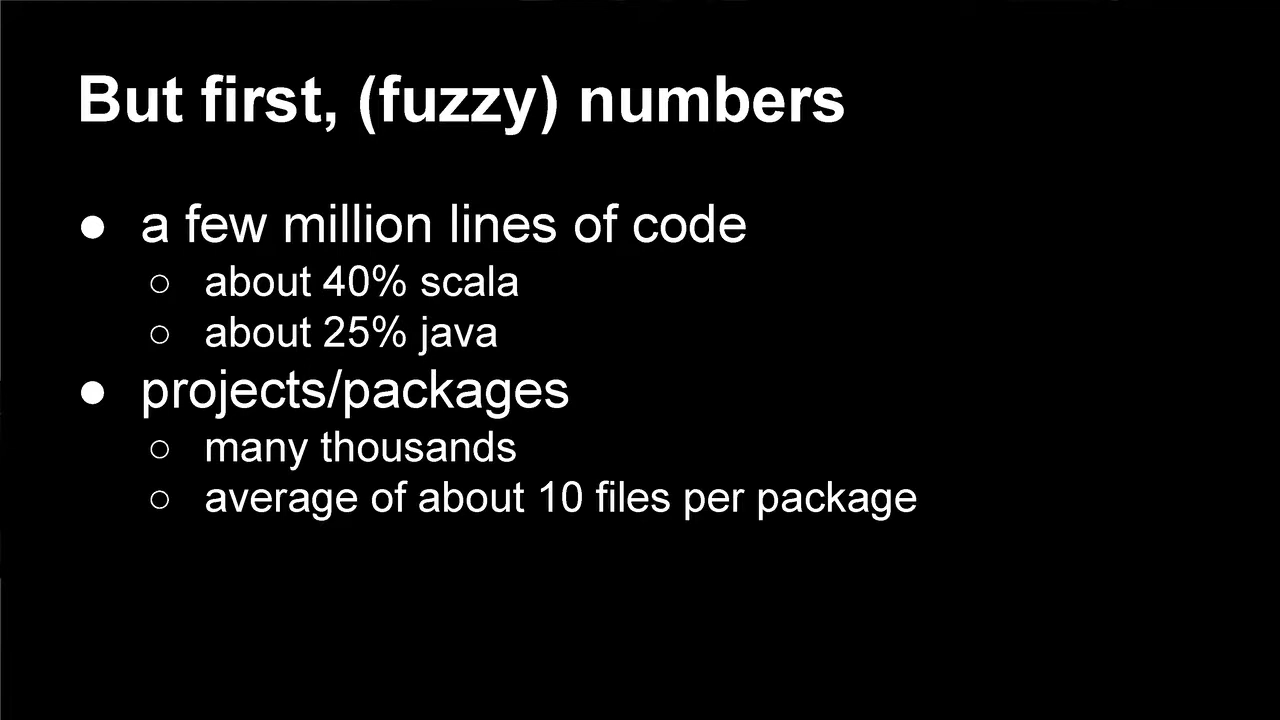 But first, (fuzzy) numbers
● a few million lines of code
○ about 40% scala
○ about 25% java
● projects/packages
○ many thousands
○ average of about 10 files per package